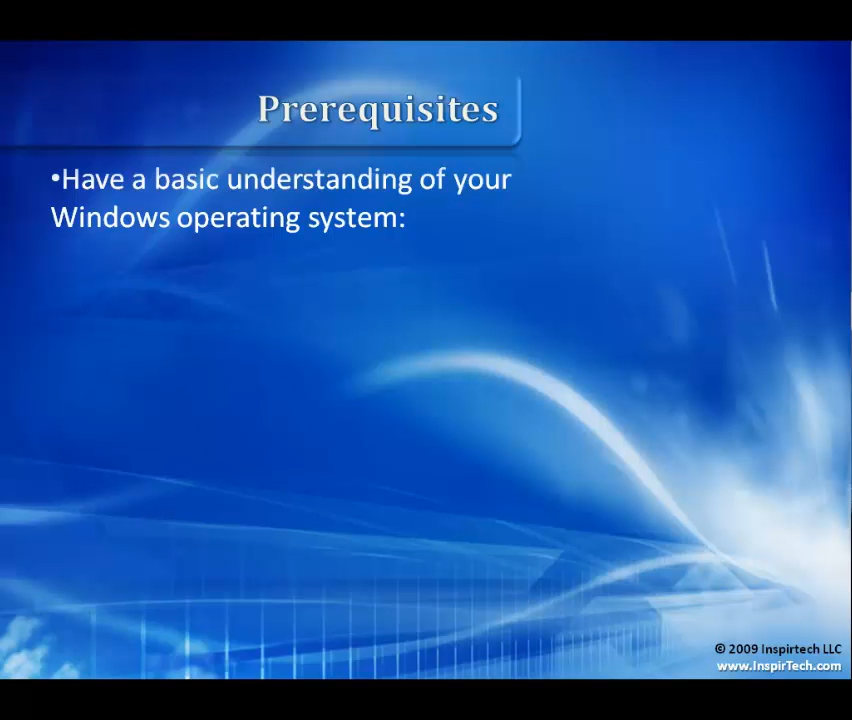 Prerequisites
•Have a basic understanding of your
Windows operating system:
© 2009 Inspirtech LLC
www.InspirTech.com